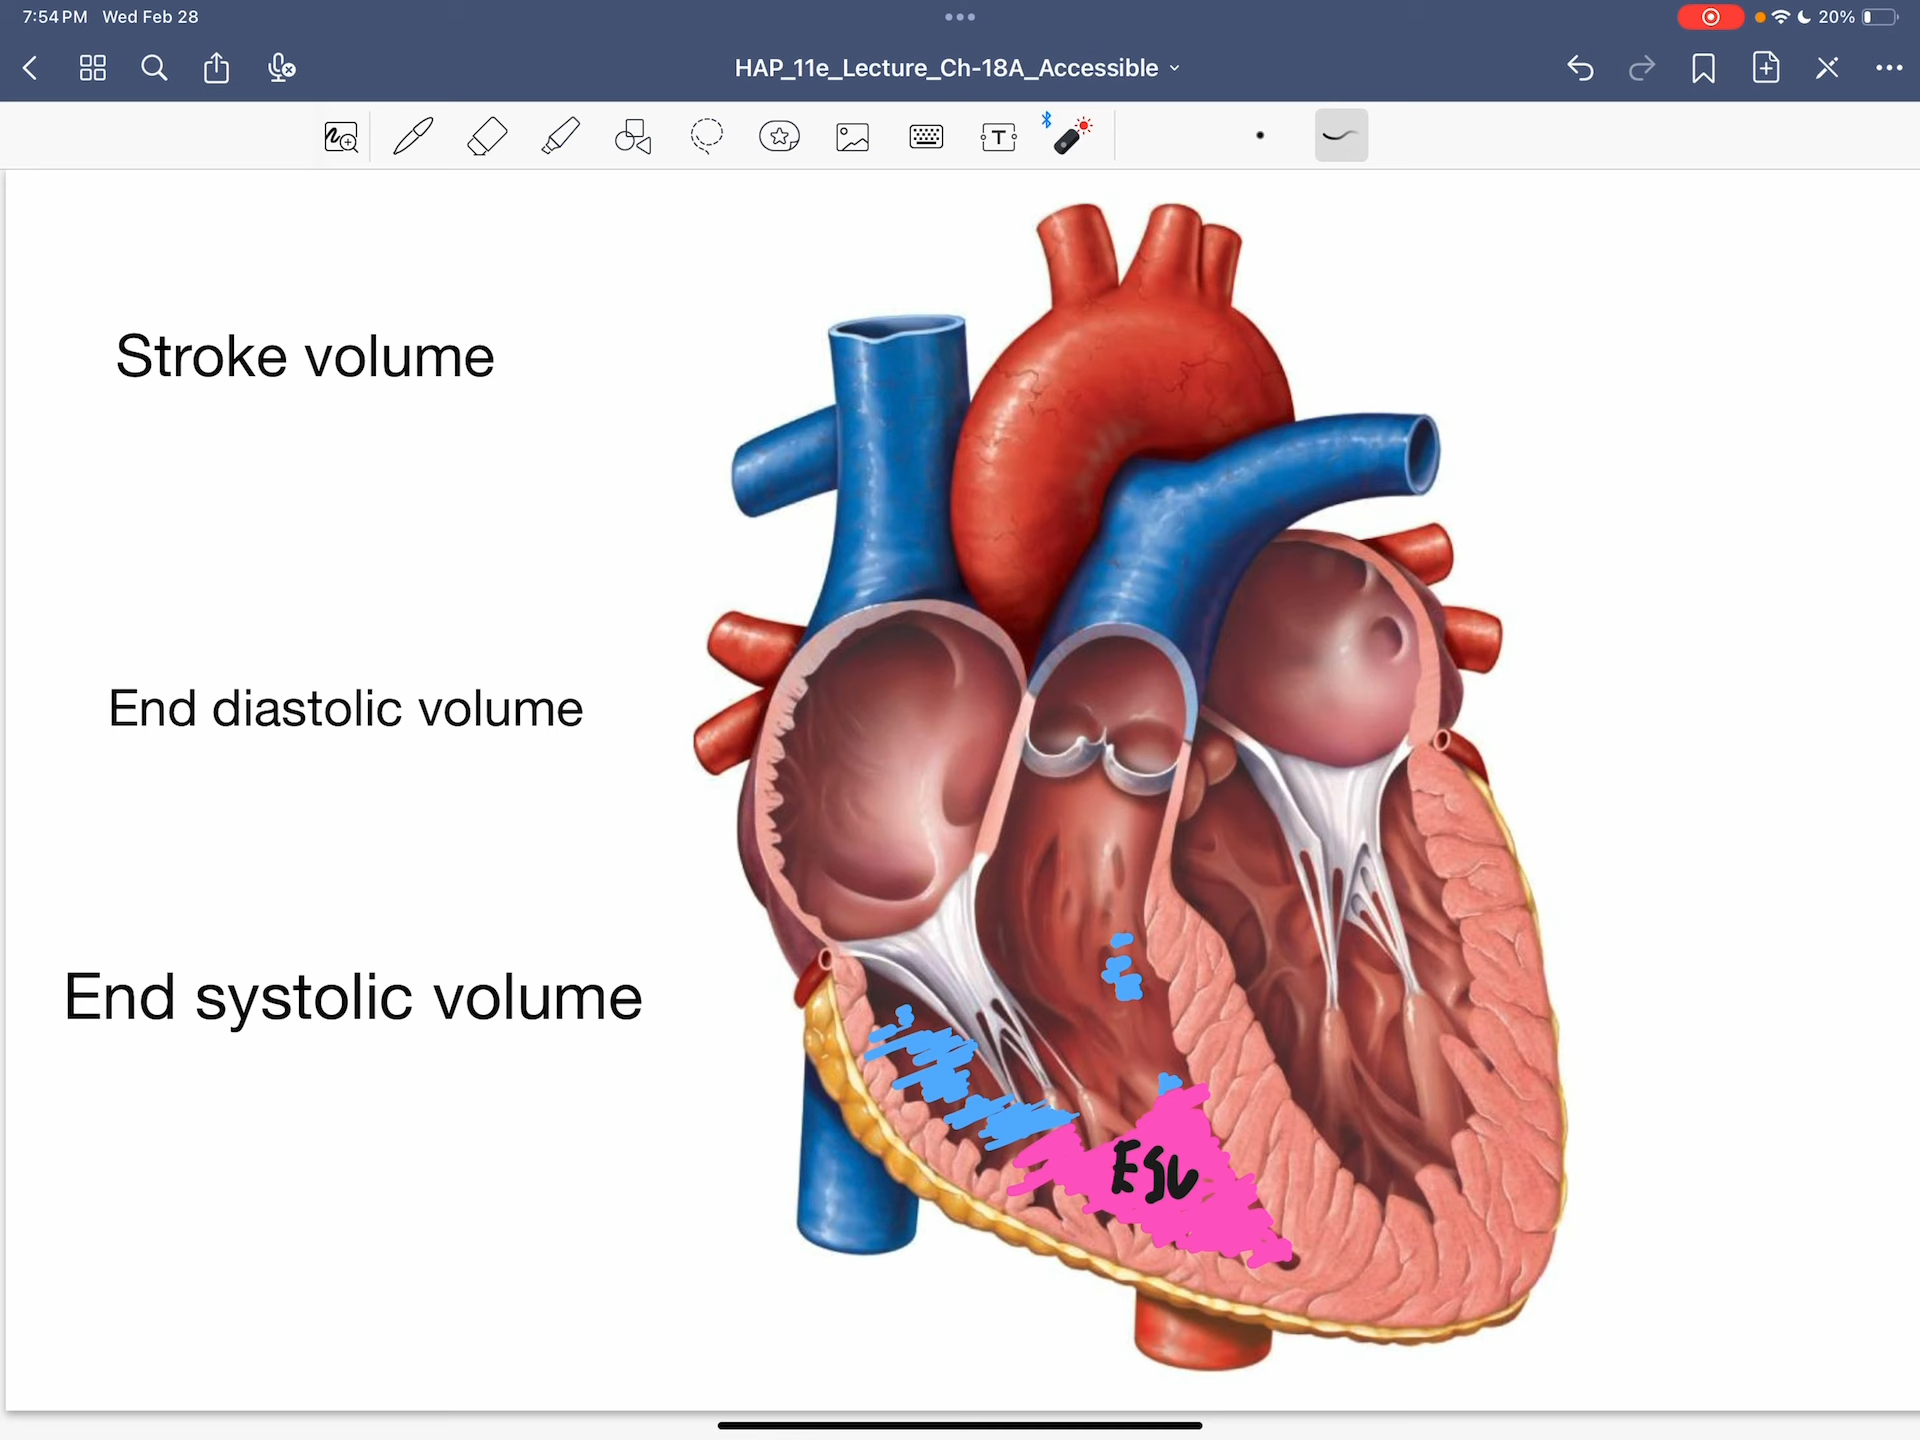 7:54 PM Wed Feb 28
20%
HAP_11e_Lecture_Ch-18A_Accessible
T
Stroke volume
End diastolic volume
End systolic volume
ESV